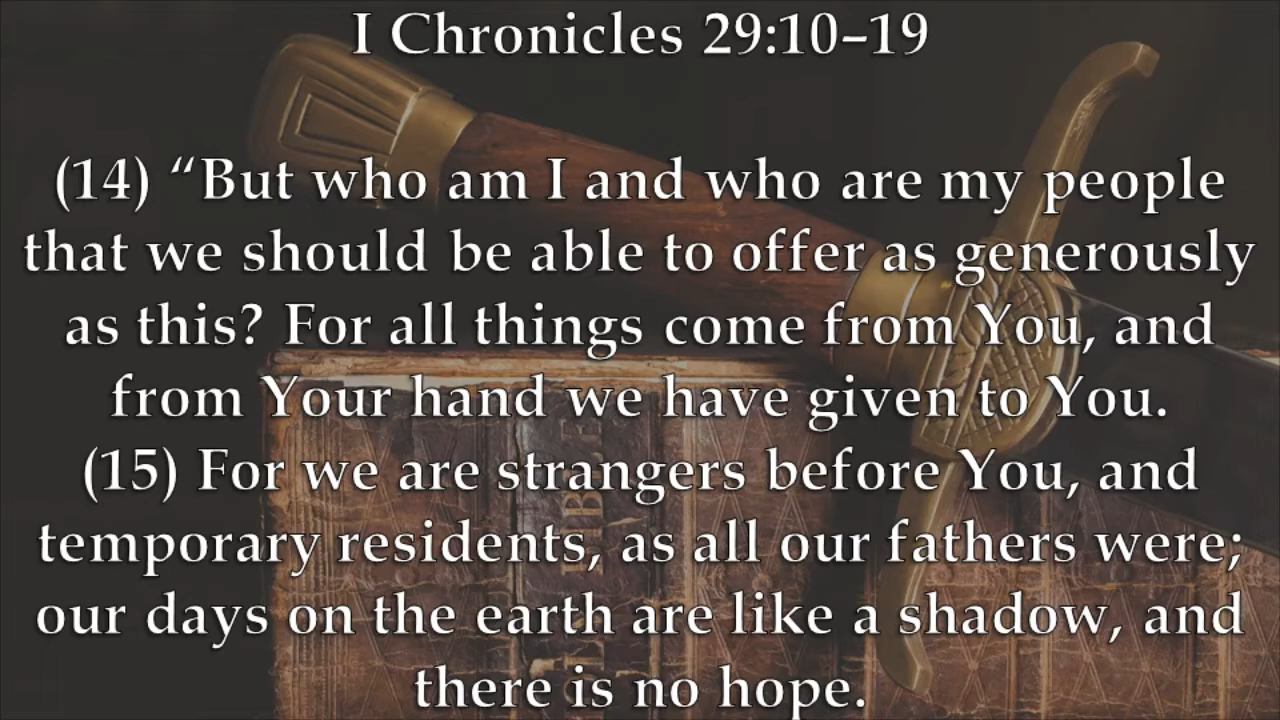 I Chronicles 29:10–19
(14) “But who am I and who are my people
that we should be able to offer as generously
as this? For all things come from You, and
from Your hand we have given to You.
(15) For we are strangers before You, and
temporary residents, as all our fathers were;
our days on the earth are like a shadow, and
there is no hope.